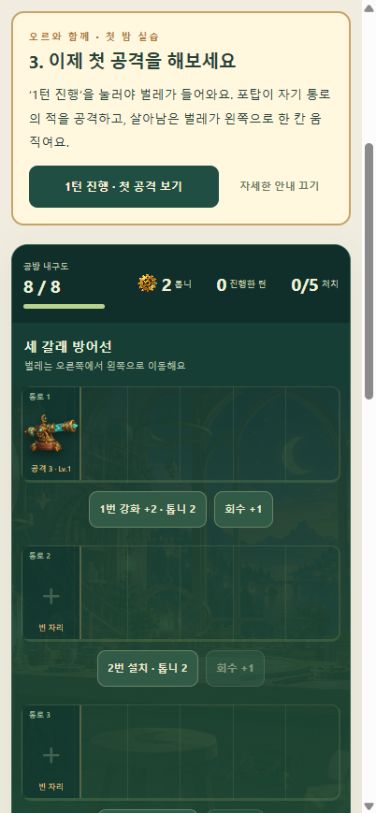 오르와 함께 · 첫 밤 실습
3. 이제 첫 공격을 해보세요
'1턴 진행'을 눌러야 벌레가 들어와요. 포탑이 자기 통로
의 적을 공격하고, 살아남은 벌레가 왼쪽으로 한 칸 움
직여요.
1턴 진행 · 첫 공격 보기
자세한 안내 끄기
공방 내구도
8 / 8
2 톱니
0 진행한 턴
0/5 처치
세 갈래 방어선
벌레는 오른쪽에서 왼쪽으로 이동해요
통로 1
공격 3 · Lv.1
1번 강화 +2 · 톱니 2
회수 +1
통로 2
+
빈 자리
2번 설치 · 톱니 2
회수 +1
통로 3
+
빈 자리